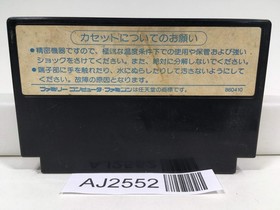 カセットについてのお願い
●精密機器ですので、極端な温度条件下での使用や保管および強い
ショックをさけてください。また、絶対に分解しないでください。
●端子部に手を触れたり、水にぬらしたりして汚さないようにして
ください。故障の原因となります。
ファミリーコンピュータ・ファミコンは任天堂の商標です。
860410
AJ2552